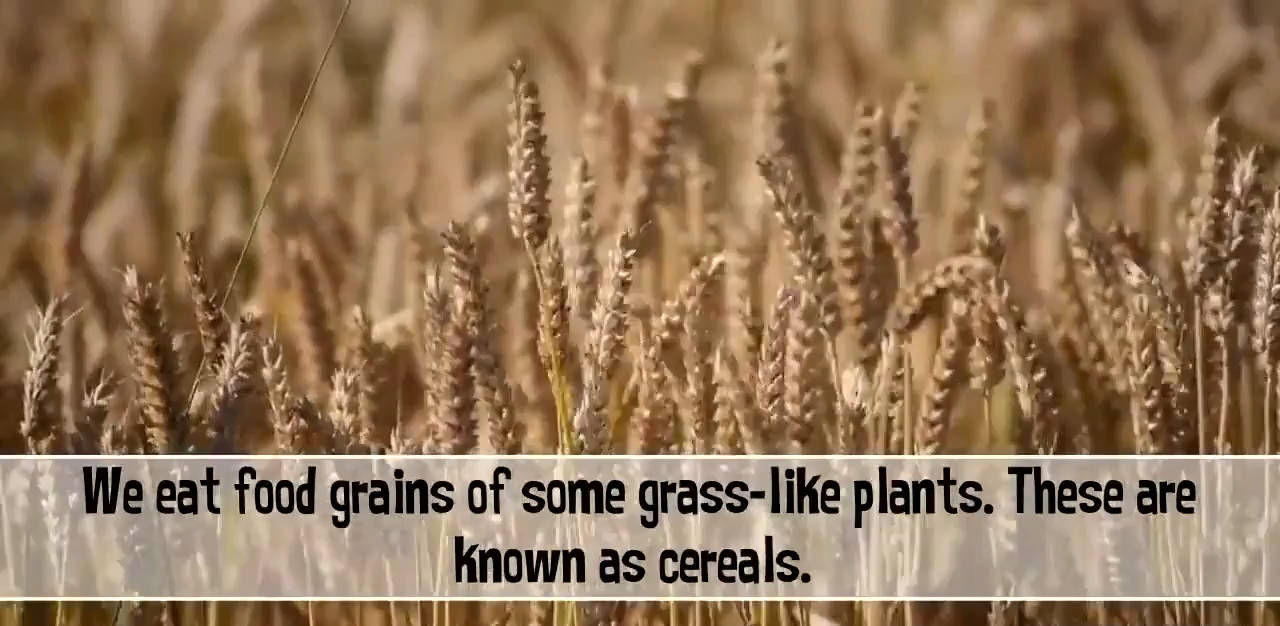 We eat food grains of some grass-like plants. These are
known as cereals.